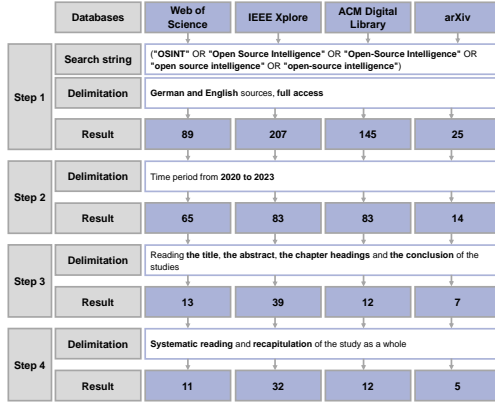 Databases
Web of
Science
IEEE Xplore
ACM Digital
Library
arXiv
Step 1
Search string
("OSINT" OR "Open Source Intelligence" OR "Open-Source Intelligence" OR
"open source intelligence" OR "open-source intelligence")
Delimitation
German and English sources, full access
Result
89
207
145
25
Step 2
Delimitation
Time period from 2020 to 2023
Result
65
83
83
14
Step 3
Delimitation
Reading the title, the abstract, the chapter headings and the conclusion of the
studies
Result
13
39
12
7
Step 4
Delimitation
Systematic reading and recapitulation of the study as a whole
Result
11
32
12
5